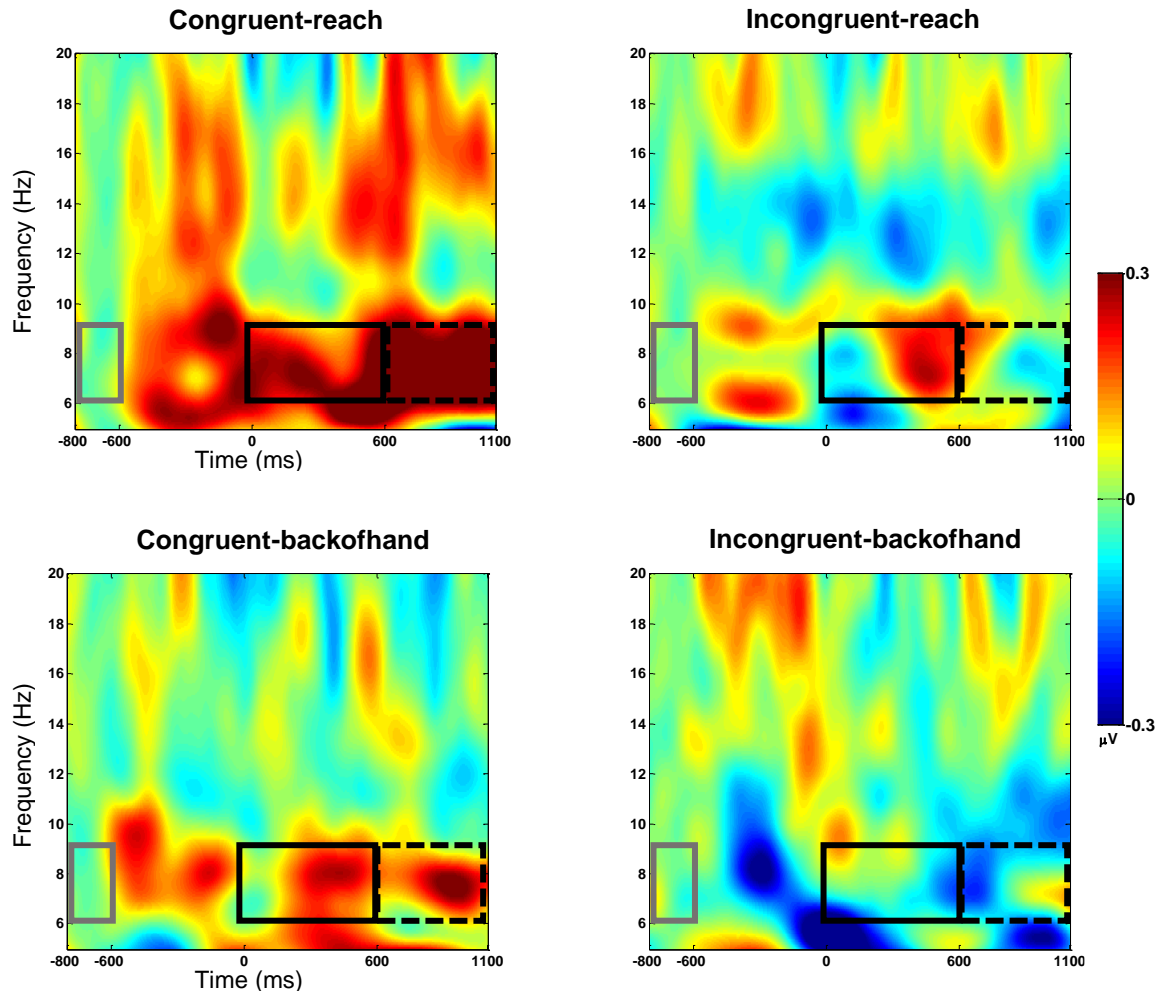 Congruent-reach
Incongruent-reach
Frequency (Hz)
20
18
16
14
12
10
8
6
-800 -600 0 600 1100
Time (ms)
20
18
16
14
12
10
8
6
-800 -600 0 600 1100
0.3
0
-0.3
µV
Congruent-backofhand
Incongruent-backofhand
Frequency (Hz)
20
18
16
14
12
10
8
6
-800 -600 0 600 1100
Time (ms)
20
18
16
14
12
10
8
6
-800 -600 0 600 1100